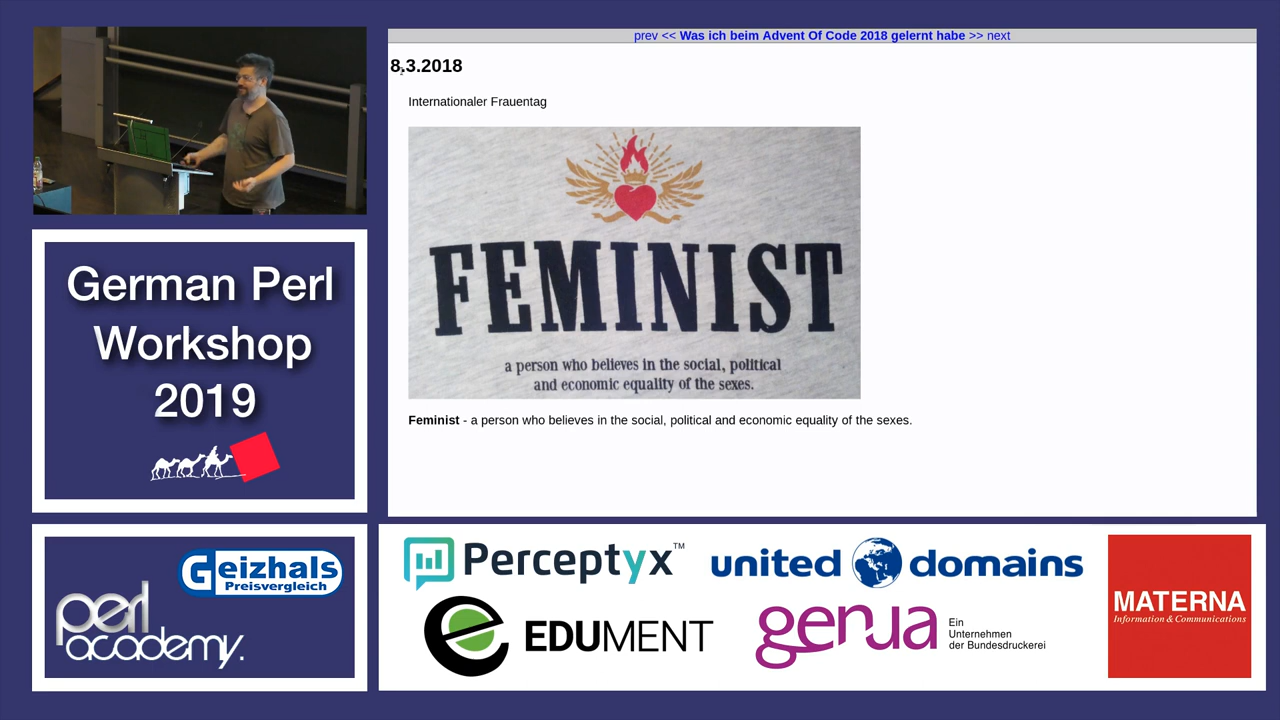 prev << Was ich beim Advent Of Code 2018 gelernt habe >> next
8.3.2018
Internationaler Frauentag
FEMINIST
a person who believes in the social, political
and economic equality of the sexes.
Feminist - a person who believes in the social, political and economic equality of the sexes.
German Perl
Workshop
2019
Geizhals
Preisvergleich
perl
academy.
Perceptyx™
united domains
EDUMENT
genua
Ein
Unternehmen
der Bundesdruckerei
MATERNA
Information & Communications